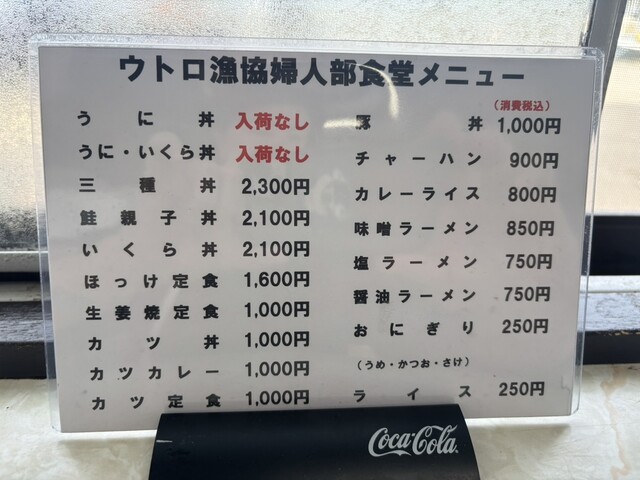 ウトロ漁協婦人部食堂メニュー
うに丼 入荷なし
うに・いくら丼 入荷なし
三種丼 2,300円
鮭親子丼 2,100円
いくら丼 2,100円
ほっけ定食 1,600円
生姜焼定食 1,000円
カツ丼 1,000円
カツカレー 1,000円
カツ定食 1,000円
(消費税込)
豚丼 1,000円
チャーハン 900円
カレーライス 800円
味噌ラーメン 850円
塩ラーメン 750円
醤油ラーメン 750円
おにぎり 250円
(うめ・かつお・さけ)
ライス 250円
Coca-Cola